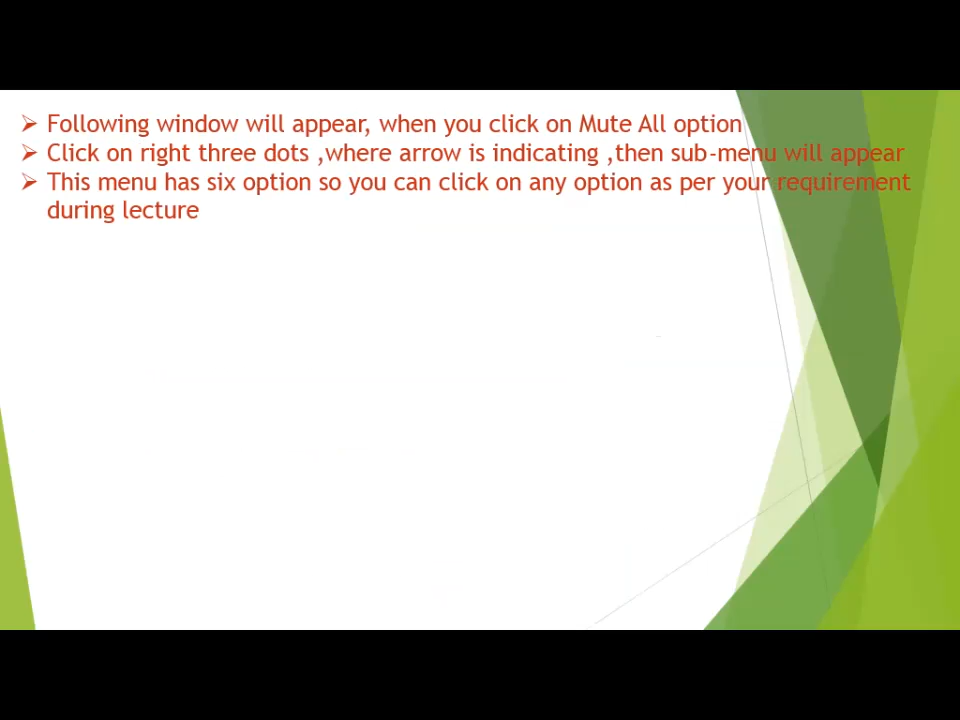 ➢ Following window will appear, when you click on Mute All option
➢ Click on right three dots ,where arrow is indicating ,then sub-menu will appear
➢ This menu has six option so you can click on any option as per your requirement
during lecture